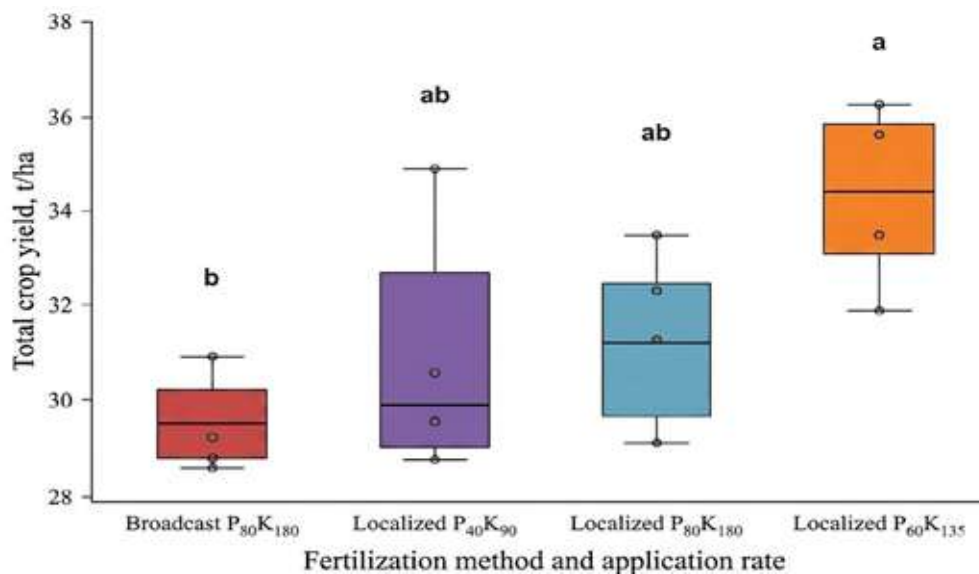 Total crop yield, t/ha
38
36
34
32
30
28
b
ab
ab
a
Broadcast P₈₀K₁₈₀
Localized P₄₀K₉₀
Localized P₈₀K₁₈₀
Localized P₆₀K₁₃₅
Fertilization method and application rate